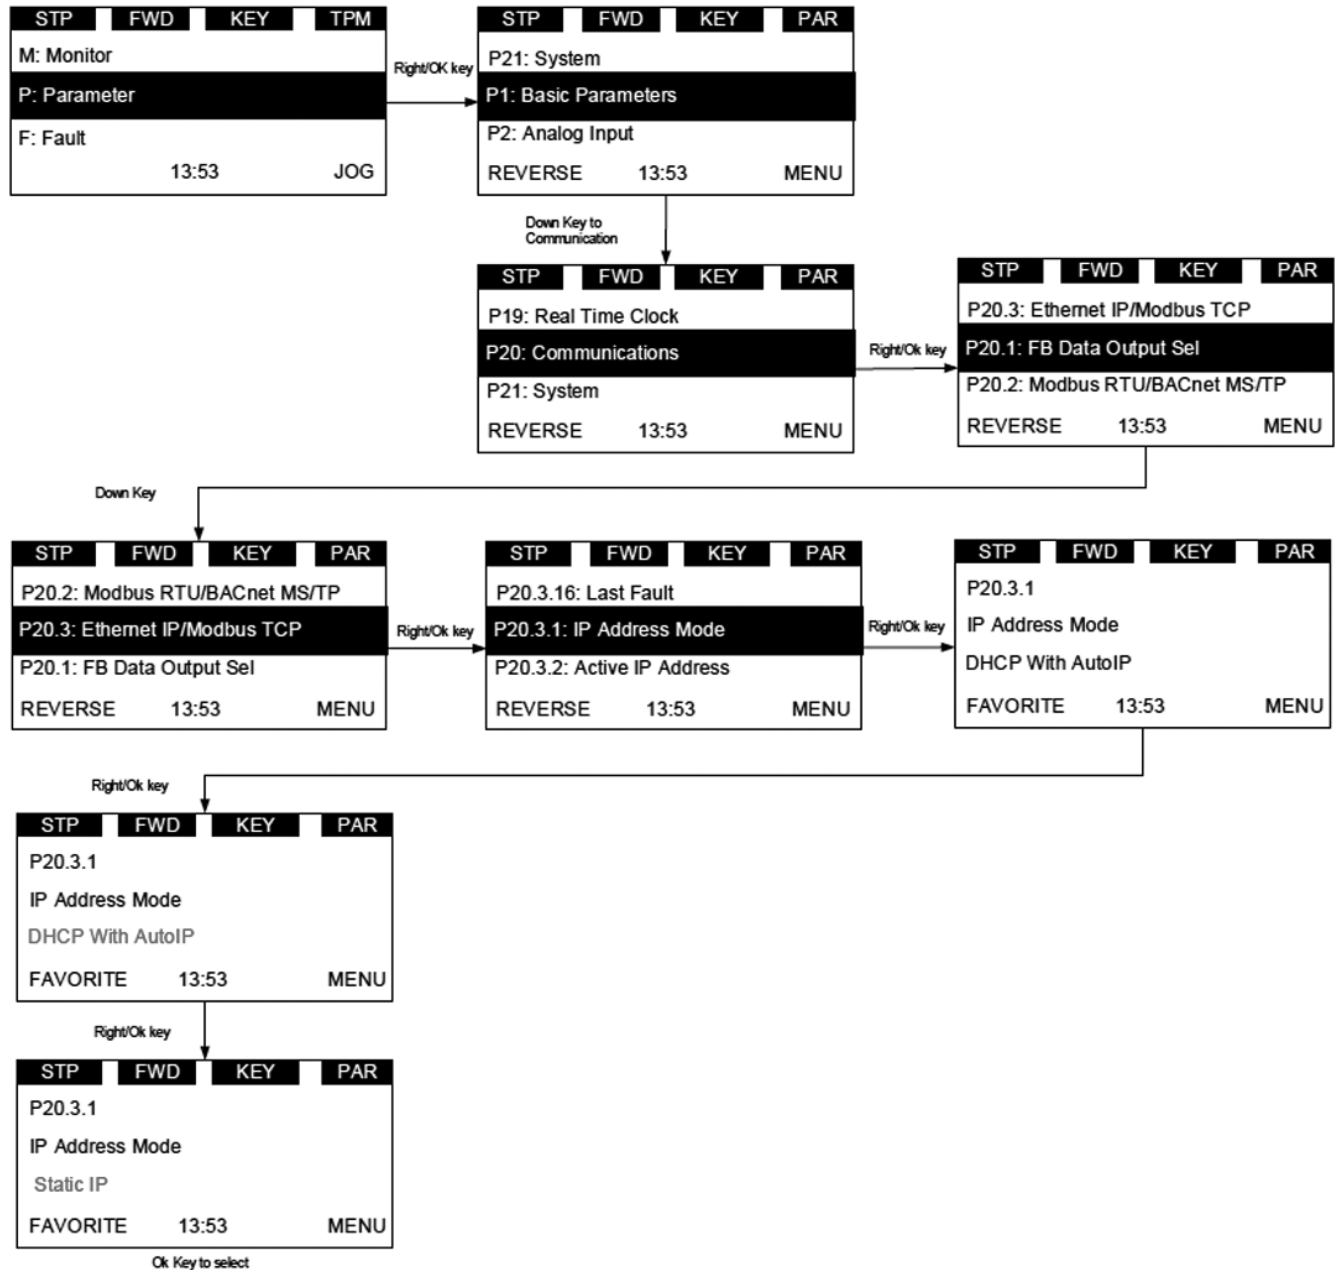 STP FWD KEY TPM
M: Monitor
P: Parameter
F: Fault
13:53 JOG
Right/OK key
STP FWD KEY PAR
P21: System
P1: Basic Parameters
P2: Analog Input
REVERSE 13:53 MENU
Down Key to
Communication
STP FWD KEY PAR
P19: Real Time Clock
P20: Communications
P21: System
REVERSE 13:53 MENU
Right/Ok key
STP FWD KEY PAR
P20.3: Ethernet IP/Modbus TCP
P20.1: FB Data Output Sel
P20.2: Modbus RTU/BACnet MS/TP
REVERSE 13:53 MENU
Down Key
STP FWD KEY PAR
P20.2: Modbus RTU/BACnet MS/TP
P20.3: Ethernet IP/Modbus TCP
P20.1: FB Data Output Sel
REVERSE 13:53 MENU
Right/Ok key
STP FWD KEY PAR
P20.3.16: Last Fault
P20.3.1: IP Address Mode
P20.3.2: Active IP Address
REVERSE 13:53 MENU
Right/Ok key
STP FWD KEY PAR
P20.3.1
IP Address Mode
DHCP With AutoIP
FAVORITE 13:53 MENU
Right/Ok key
STP FWD KEY PAR
P20.3.1
IP Address Mode
DHCP With AutoIP
FAVORITE 13:53 MENU
Right/Ok key
STP FWD KEY PAR
P20.3.1
IP Address Mode
Static IP
FAVORITE 13:53 MENU
Ok Key to select